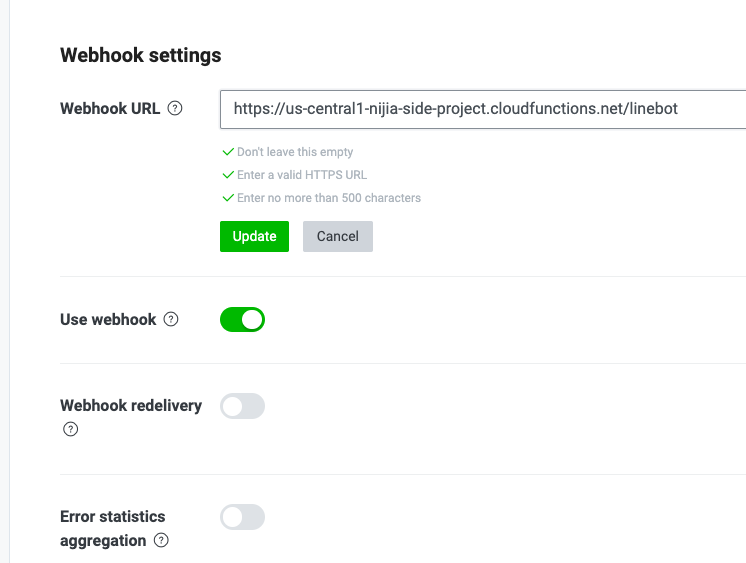 Webhook settings
Webhook URL ?
https://us-central1-nijia-side-project.cloudfunctions.net/linebot
Don't leave this empty
Enter a valid HTTPS URL
Enter no more than 500 characters
Update Cancel
Use webhook ?
Webhook redelivery
?
Error statistics
aggregation ?